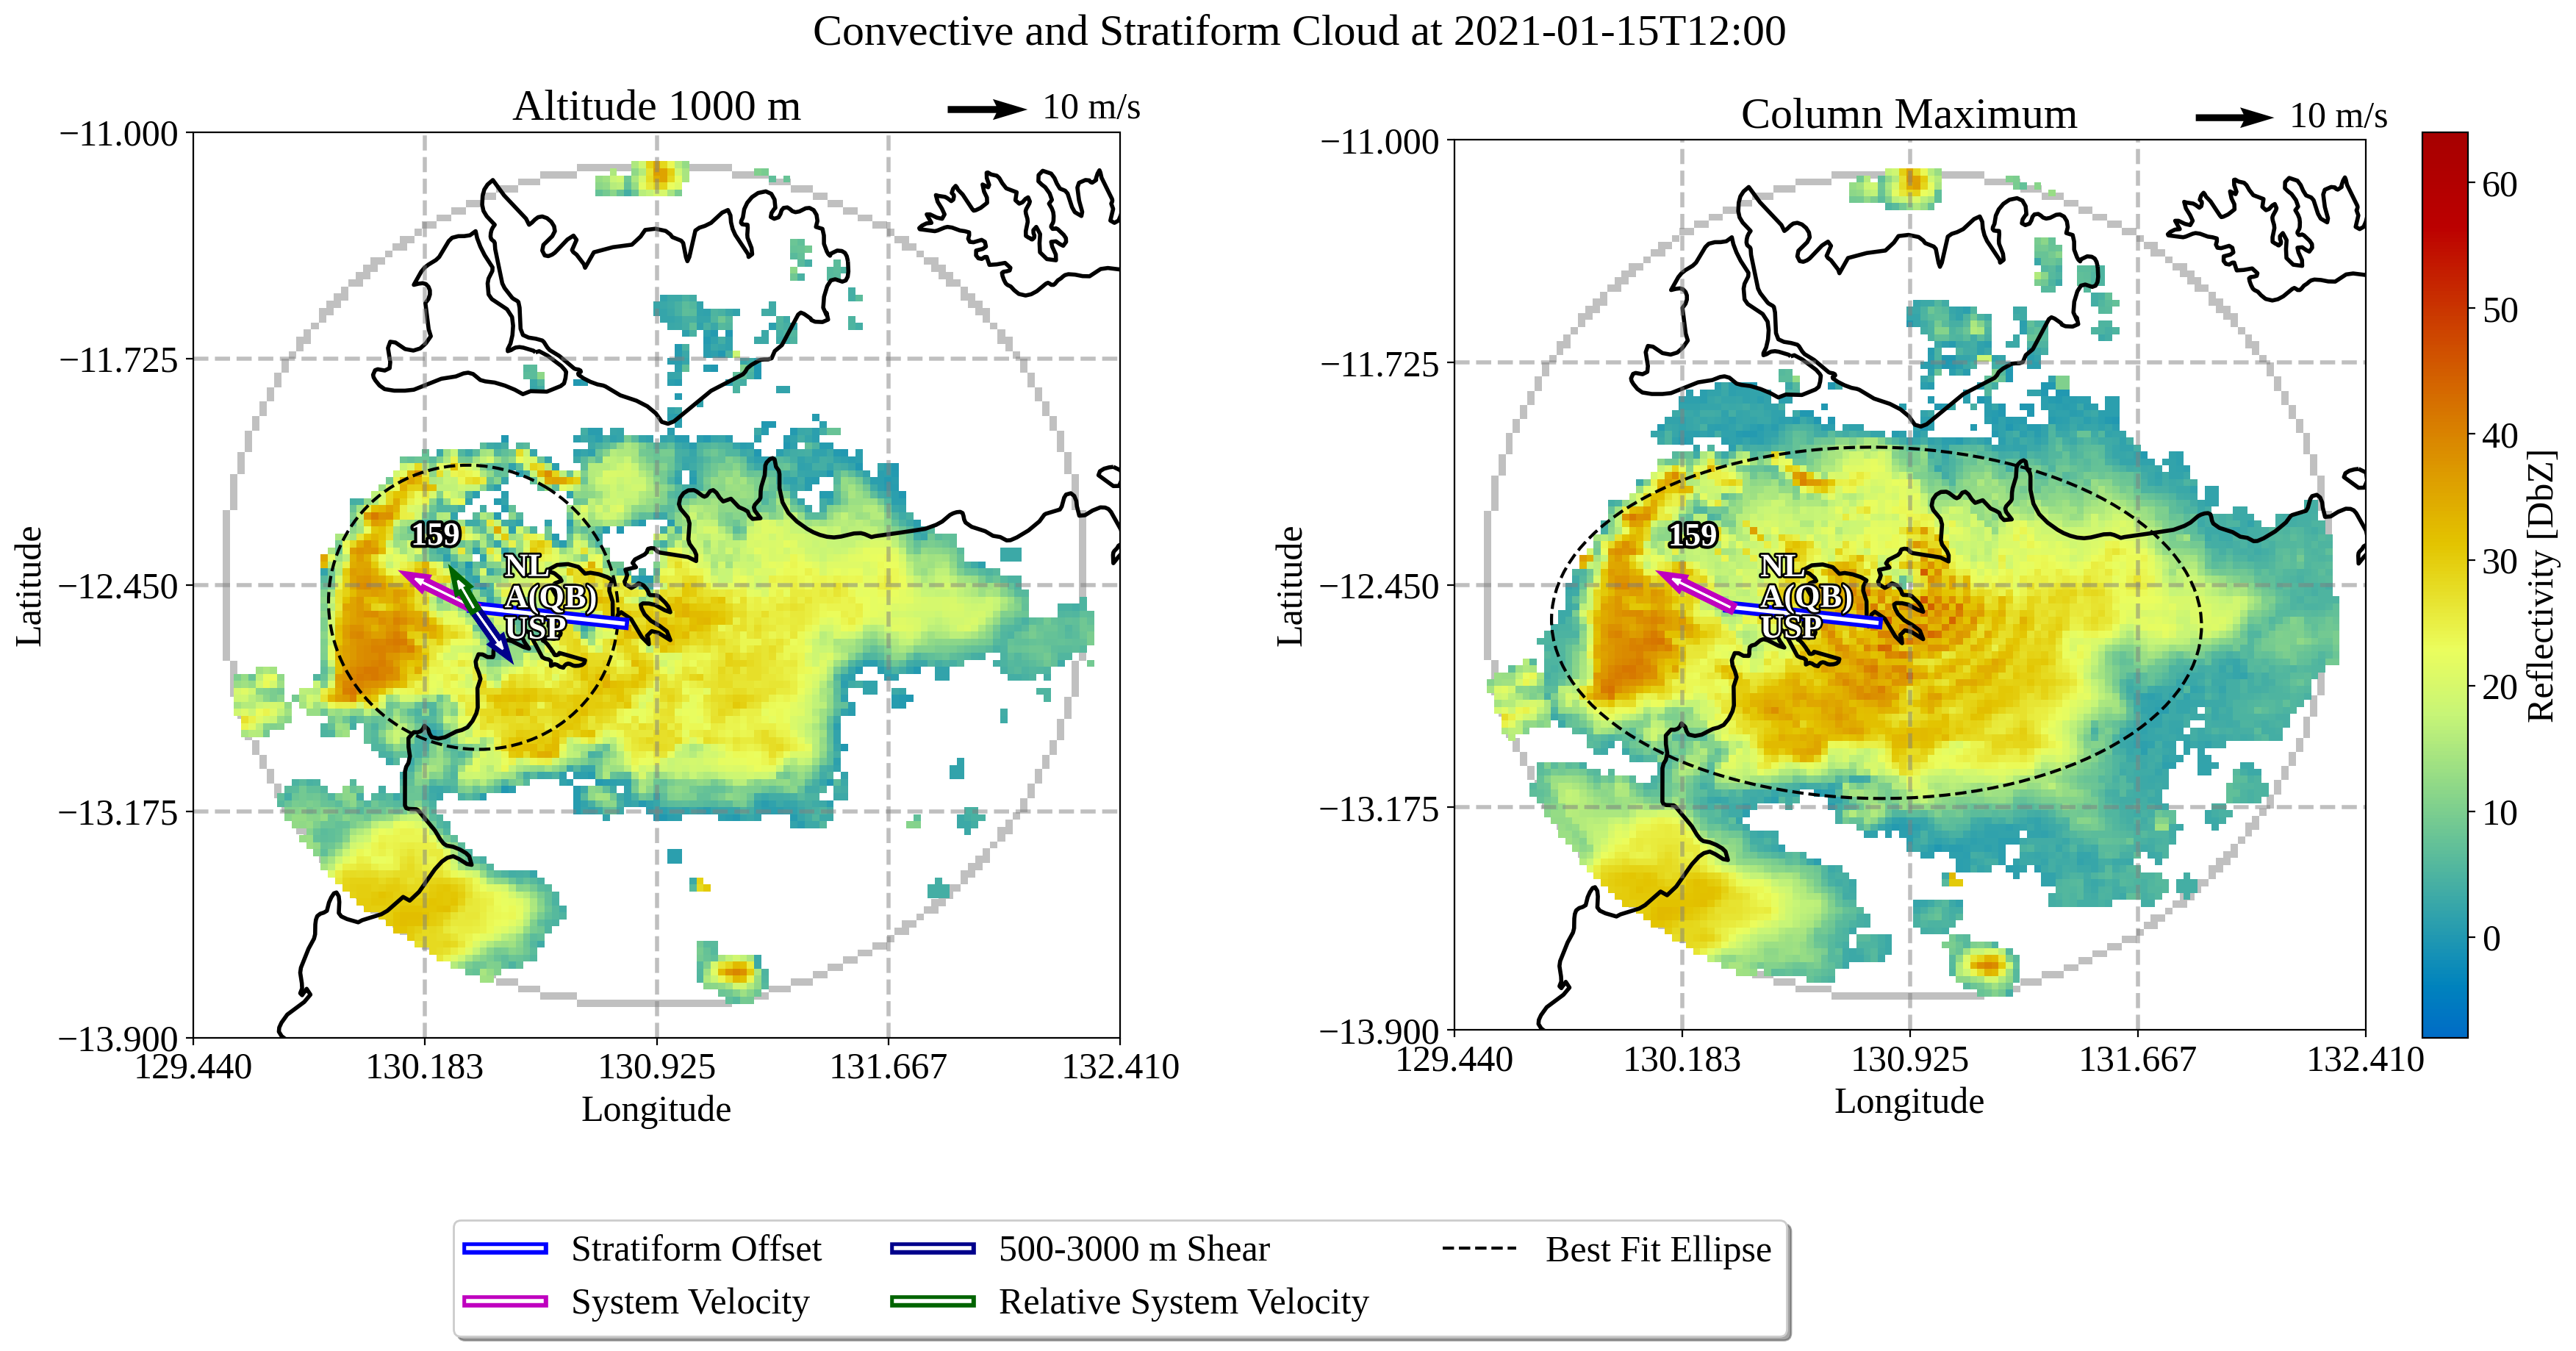 Convective and Stratiform Cloud at 2021-01-15T12:00
Altitude 1000 m
10 m/s
−11.000
−11.725
−12.450
−13.175
−13.900
Latitude
129.440
130.183
130.925
131.667
132.410
Longitude
159
NL
A(QB)
USP
Column Maximum
10 m/s
−11.000
−11.725
−12.450
−13.175
−13.900
Latitude
129.440
130.183
130.925
131.667
132.410
Longitude
159
NL
A(QB)
USP
60
50
40
30
20
10
0
Reflectivity [DbZ]
Stratiform Offset
System Velocity
500-3000 m Shear
Relative System Velocity
Best Fit Ellipse